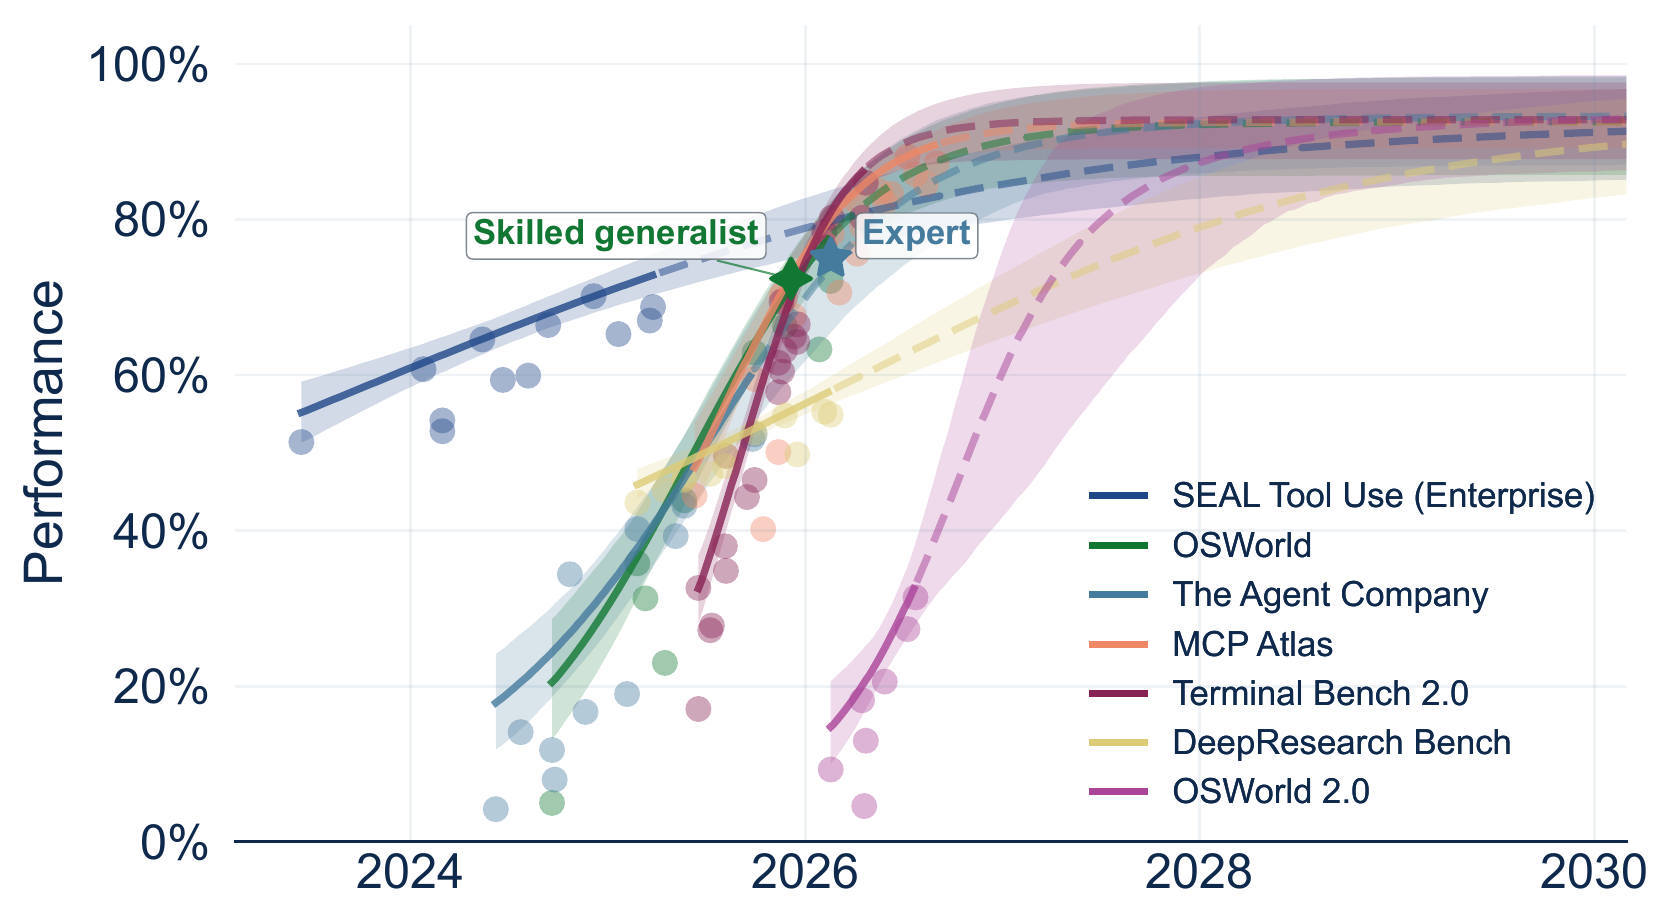 100%
80%
60%
40%
20%
0%
Performance
Skilled generalist
Expert
SEAL Tool Use (Enterprise)
OSWorld
The Agent Company
MCP Atlas
Terminal Bench 2.0
DeepResearch Bench
OSWorld 2.0
2024
2026
2028
2030